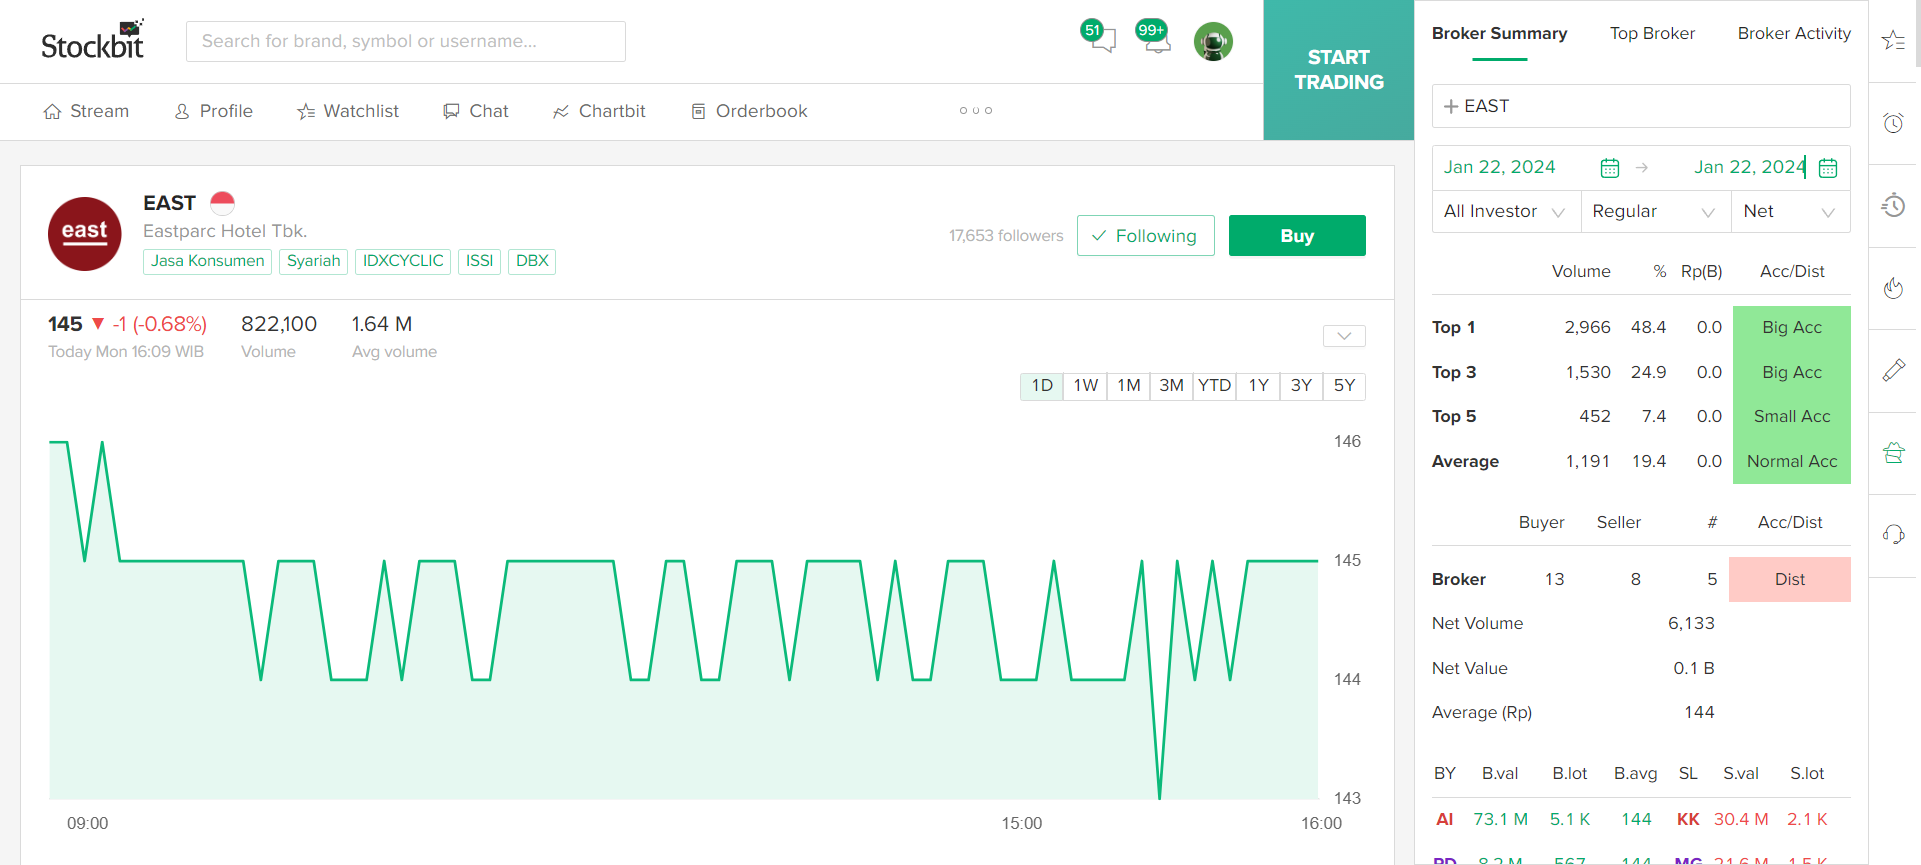 Stockbit
Search for brand, symbol or username...
51
99+
START
TRADING
Stream
Profile
Watchlist
Chat
Chartbit
Orderbook
east
EAST
Eastparc Hotel Tbk.
Jasa Konsumen
Syariah
IDXCYCLIC
ISSI
DBX
17,653 followers
Following
Buy
145 ▼ -1 (-0.68%)
822,100
1.64 M
Today Mon 16:09 WIB
Volume
Avg volume
1D 1W 1M 3M YTD 1Y 3Y 5Y
146
145
144
143
09:00 15:00 16:00
Broker Summary Top Broker Broker Activity
+ EAST
Jan 22, 2024 → Jan 22, 2024
All Investor Regular Net
Volume % Rp(B) Acc/Dist
Top 1 2,966 48.4 0.0 Big Acc
Top 3 1,530 24.9 0.0 Big Acc
Top 5 452 7.4 0.0 Small Acc
Average 1,191 19.4 0.0 Normal Acc
Buyer Seller # Acc/Dist
Broker 13 8 5 Dist
Net Volume 6,133
Net Value 0.1 B
Average (Rp) 144
BY B.val B.lot B.avg SL S.val S.lot
AI 73.1 M 5.1 K 144 KK 30.4 M 2.1 K
8.2 M 567 144 MG 21.6 M 1.5 K